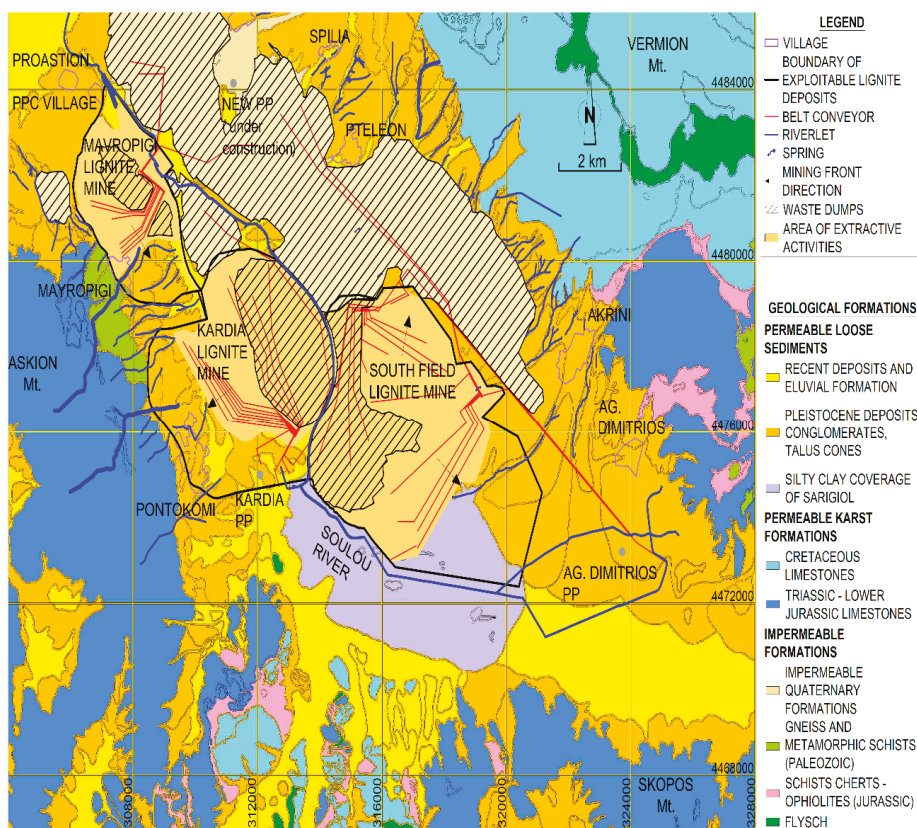 PROASTION
PPC VILLAGE
SPILIA
VERMION
Mt.
4484000
NEW PP
(under
construction)
PTELEON
N
2 km
MAVROPIGI
LIGNITE
MINE
4480000
MAYROPIGI
ASKION
Mt.
KARDIA
LIGNITE
MINE
SOUTH FIELD
LIGNITE MINE
AKRINI
AG.
DIMITRIOS
4476000
PONTOKOMI
KARDIA
PP
SOULOU
RIVER
AG. DIMITRIOS
PP
4472000
4468000
SKOPOS
Mt.
3080000
312000
316000
320000
324000
3280000
LEGEND
VILLAGE
BOUNDARY OF
EXPLOITABLE LIGNITE
DEPOSITS
BELT CONVEYOR
RIVERLET
SPRING
MINING FRONT
DIRECTION
WASTE DUMPS
AREA OF EXTRACTIVE
ACTIVITIES
GEOLOGICAL FORMATIONS
PERMEABLE LOOSE
SEDIMENTS
RECENT DEPOSITS AND
ELUVIAL FORMATION
PLEISTOCENE DEPOSITS
CONGLOMERATES,
TALUS CONES
SILTY CLAY COVERAGE
OF SARIGIOL
PERMEABLE KARST
FORMATIONS
CRETACEOUS
LIMESTONES
TRIASSIC - LOWER
JURASSIC LIMESTONES
IMPERMEABLE
FORMATIONS
IMPERMEABLE
QUATERNARY
FORMATIONS
GNEISS AND
METAMORPHIC SCHISTS
(PALEOZOIC)
SCHISTS CHERTS -
OPHIOLITES (JURASSIC)
FLYSCH